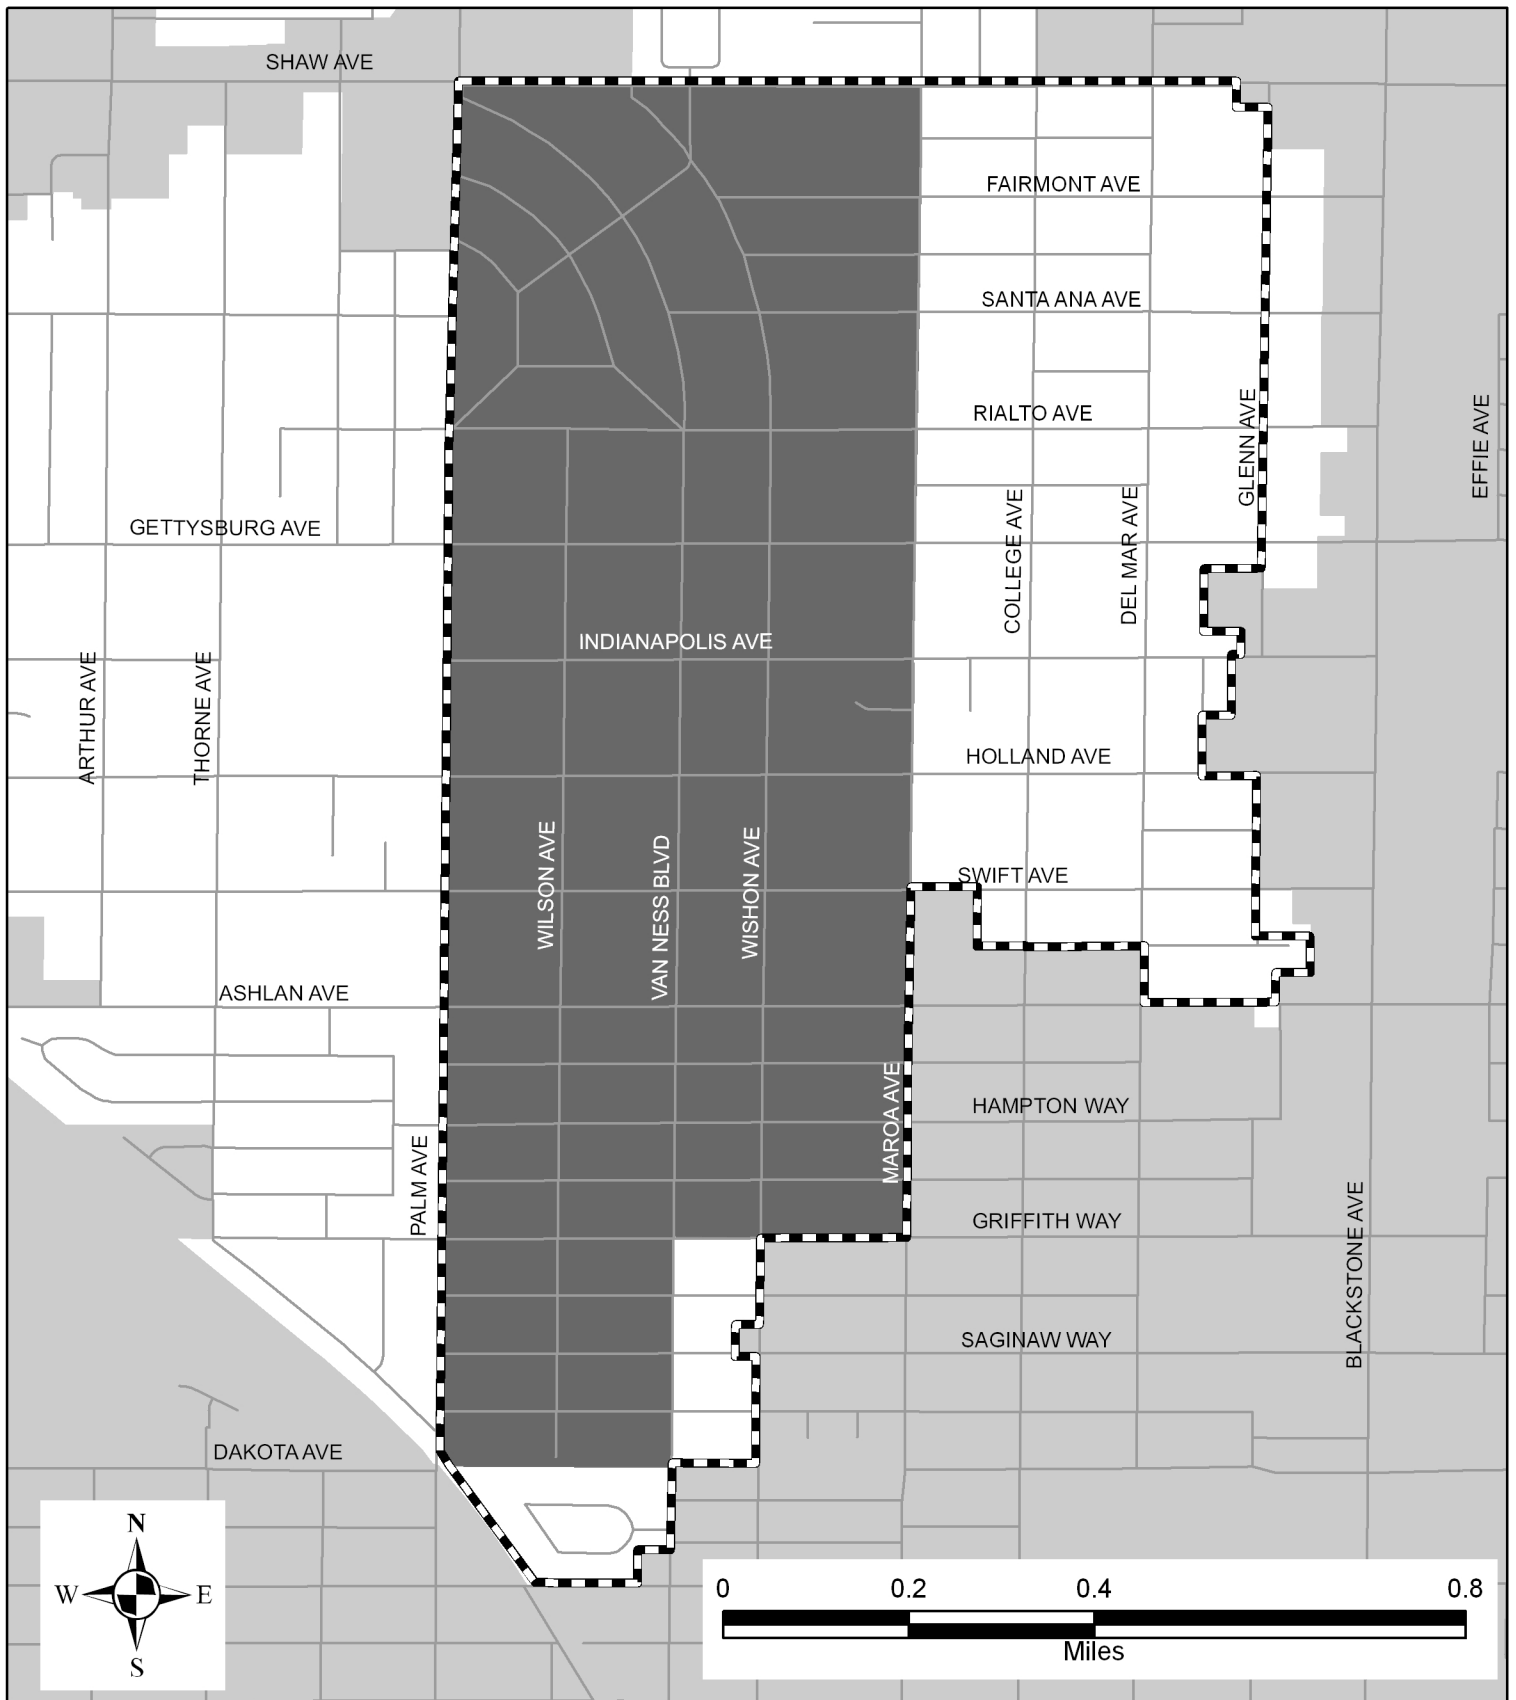 SHAW AVE
FAIRMONT AVE
SANTA ANA AVE
RIALTO AVE
GLENN AVE
EFFIE AVE
GETTYSBURG AVE
COLLEGE AVE
DEL MAR AVE
INDIANAPOLIS AVE
ARTHUR AVE
THORNE AVE
HOLLAND AVE
WILSON AVE
VAN NESS BLVD
WISHON AVE
SWIFT AVE
ASHLAN AVE
MAROA AVE
HAMPTON WAY
PALM AVE
GRIFFITH WAY
BLACKSTONE AVE
SAGINAW WAY
DAKOTA AVE
N
W E
S
0 0.2 0.4 0.8
Miles